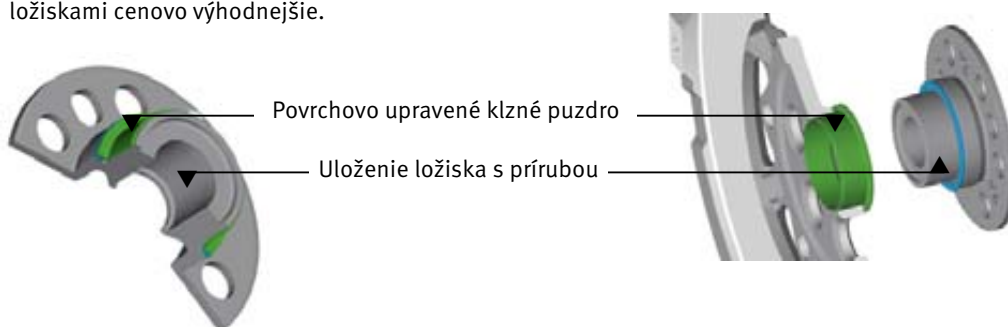 ložiskami cenovo výhodnejšie.
Povrchovo upravené klzné puzdro
Uloženie ložiska s prírubou